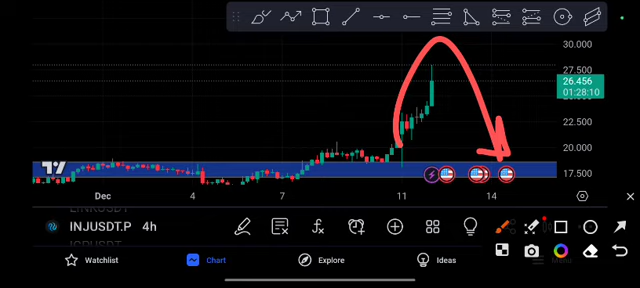 30.000
27.500
26.456
01:28:10
22.500
20.000
17.500
Dec 4 7 11 14
INJUSDT.P 4h
Watchlist Chart Explore Ideas